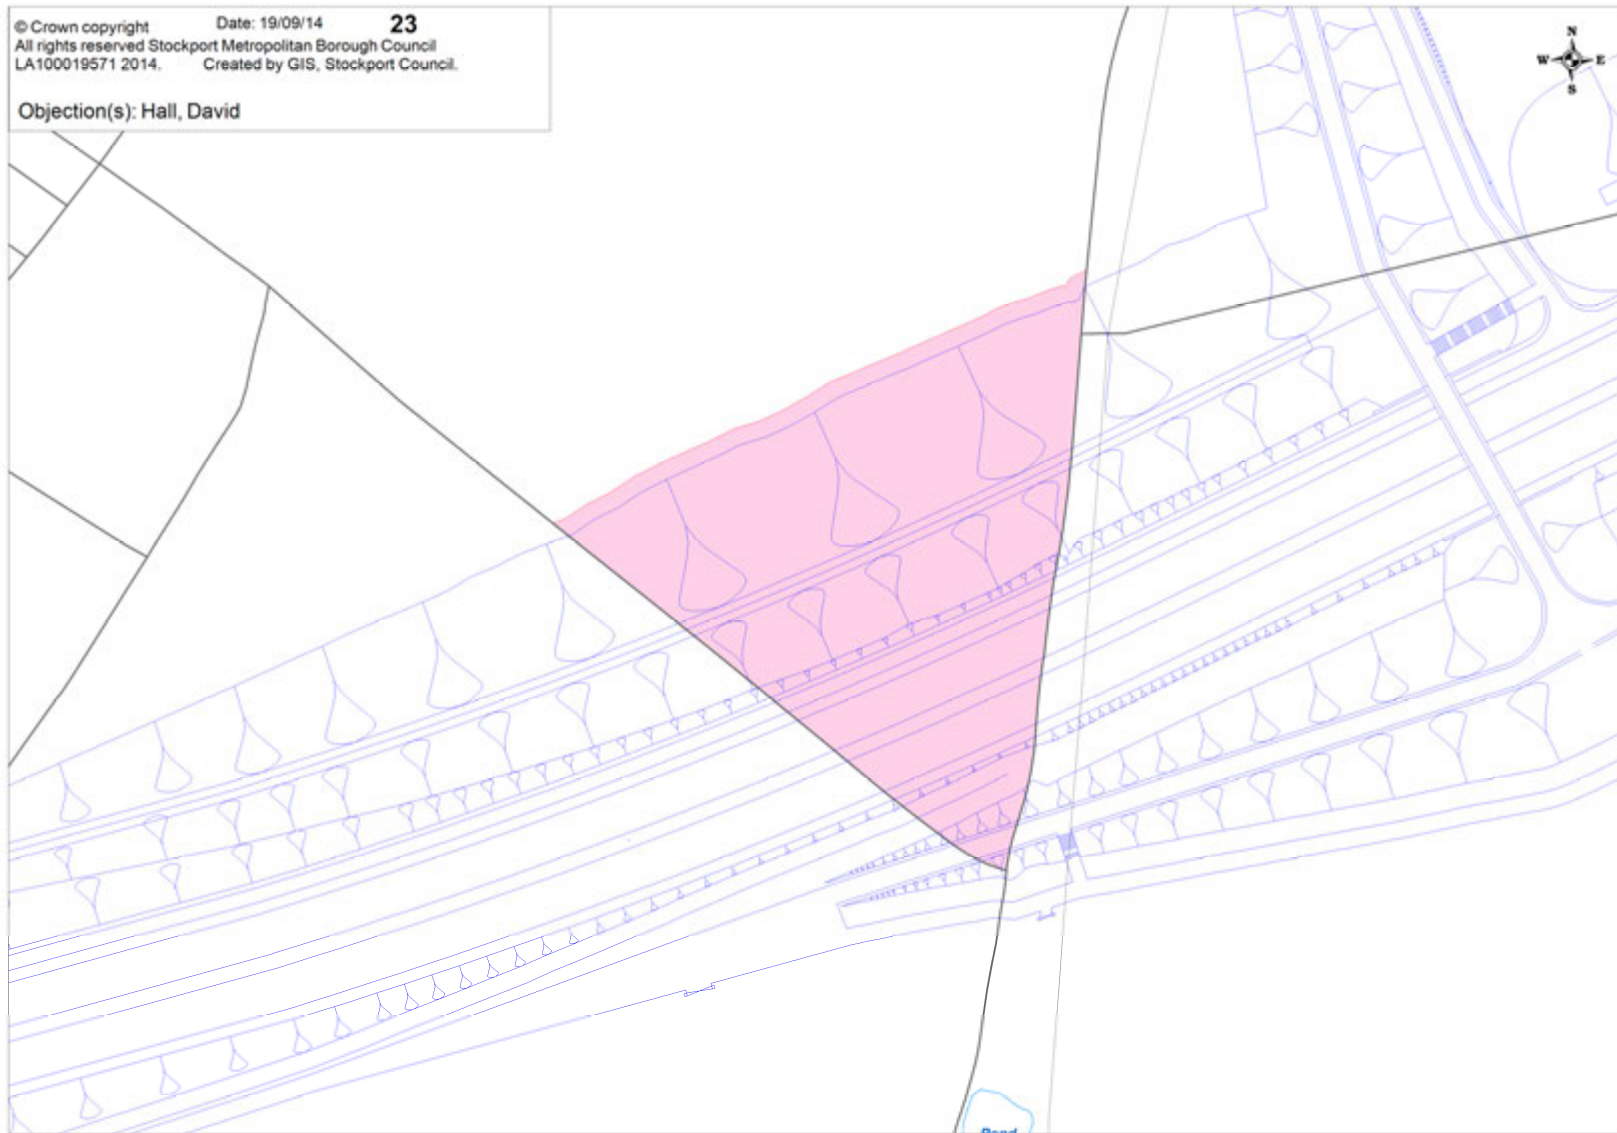 © Crown copyright Date: 19/09/14 23
All rights reserved Stockport Metropolitan Borough Council
LA100019571 2014. Created by GIS, Stockport Council.
Objection(s): Hall, David
N
W E
S
Pond